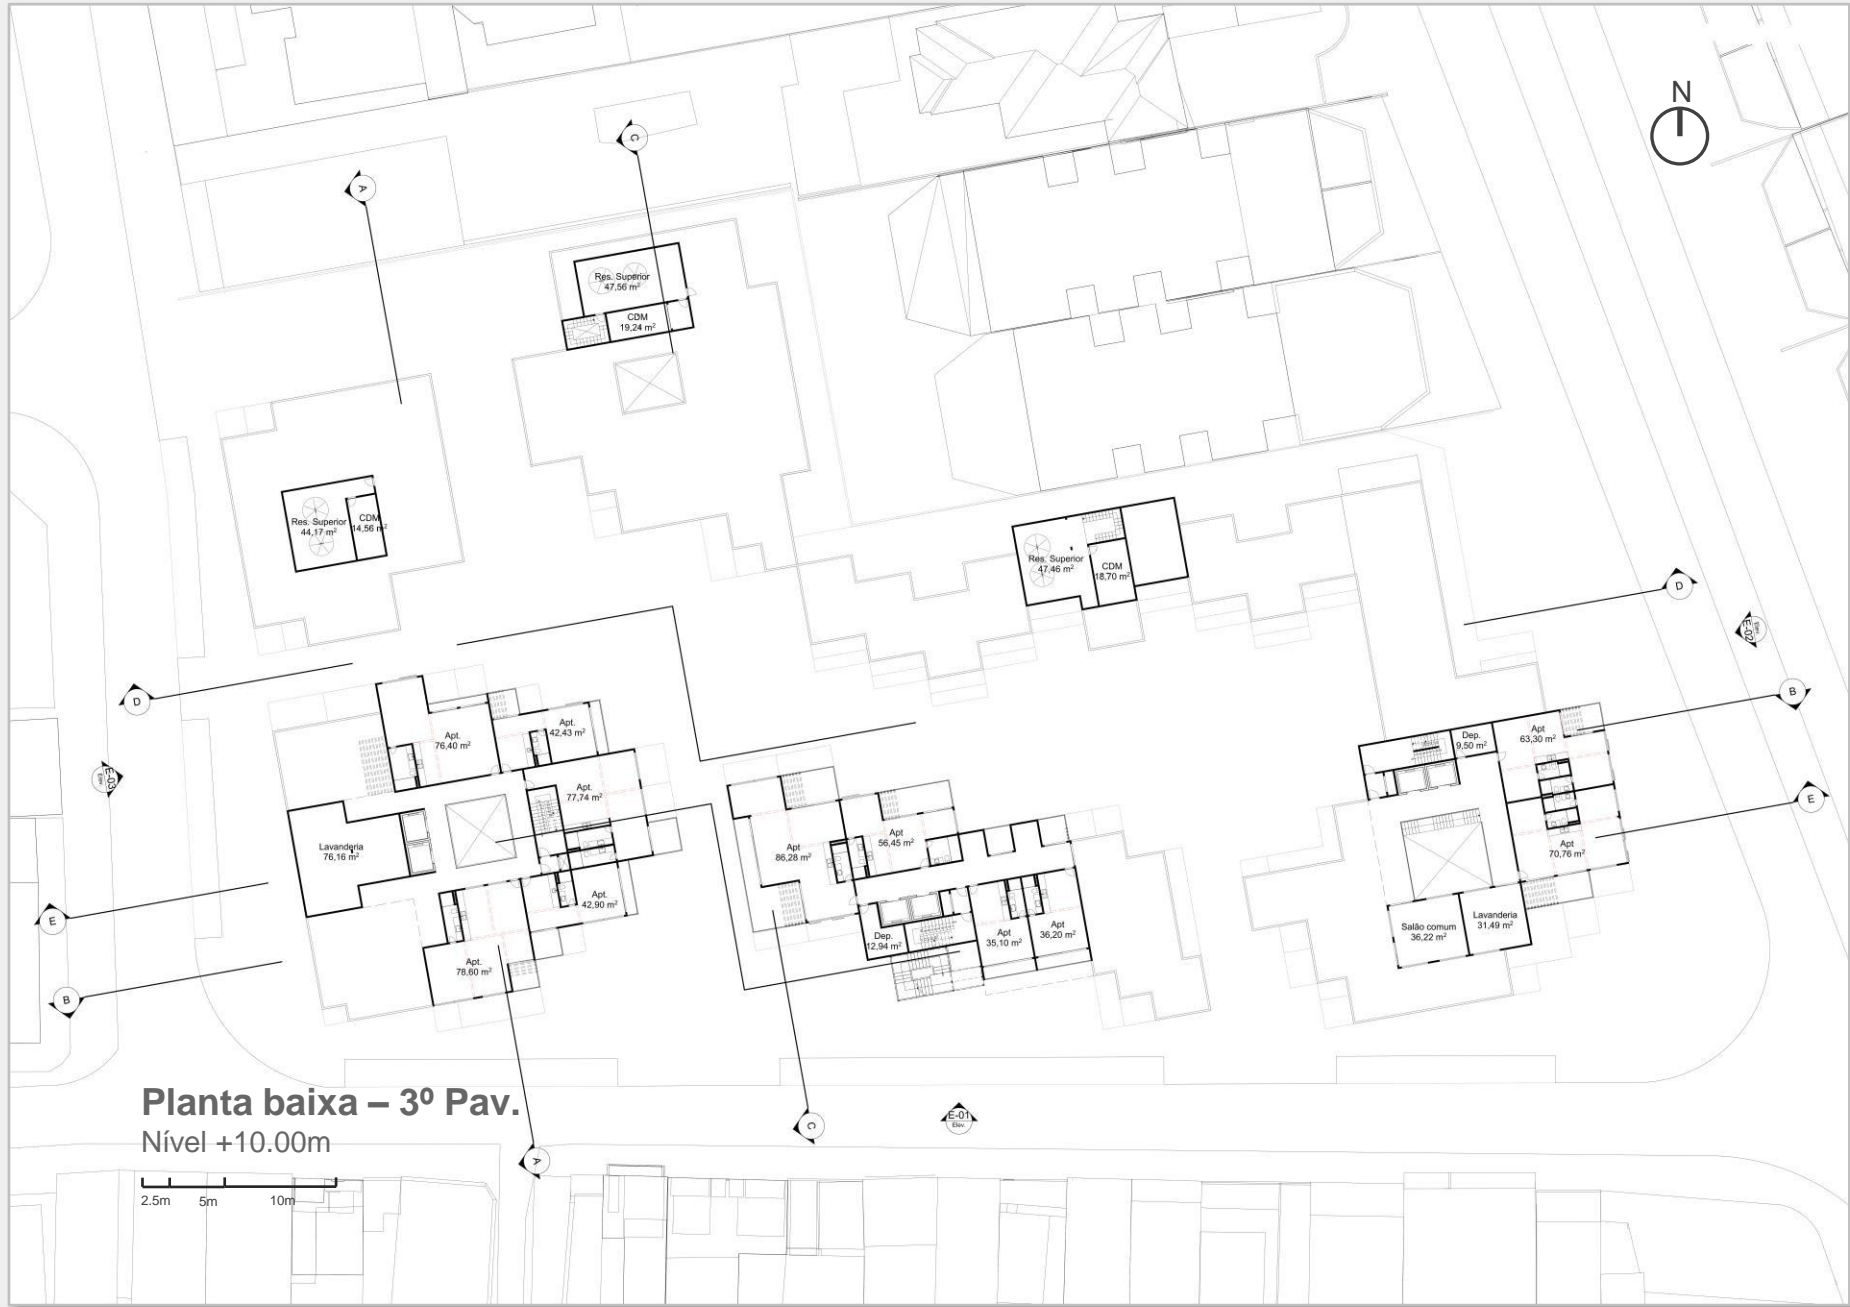 N
C
A
Res. Superior
47,56 m²
CDM
19,24 m²
Res. Superior
44,17 m²
CDM
14,56 m²
Res. Superior
47,46 m²
CDM
18,70 m²
D
E-02
Elev.
D
B
Apt.
76,40 m²
Apt.
42,43 m²
Dep.
9,50 m²
Apt
63,30 m²
E-03
Elev.
Apt.
77,74 m²
E
Lavanderia
76,16 m²
Apt
86,28 m²
Apt
56,45 m²
Apt
70,76 m²
Apt.
42,90 m²
E
Dep.
12,94 m²
Apt
35,10 m²
Apt
36,20 m²
Salão comum
36,22 m²
Lavanderia
31,49 m²
Apt.
78,60 m²
B
Planta baixa – 3º Pav.
Nível +10.00m
C
E-01
Elev.
A
2.5m
5m
10m